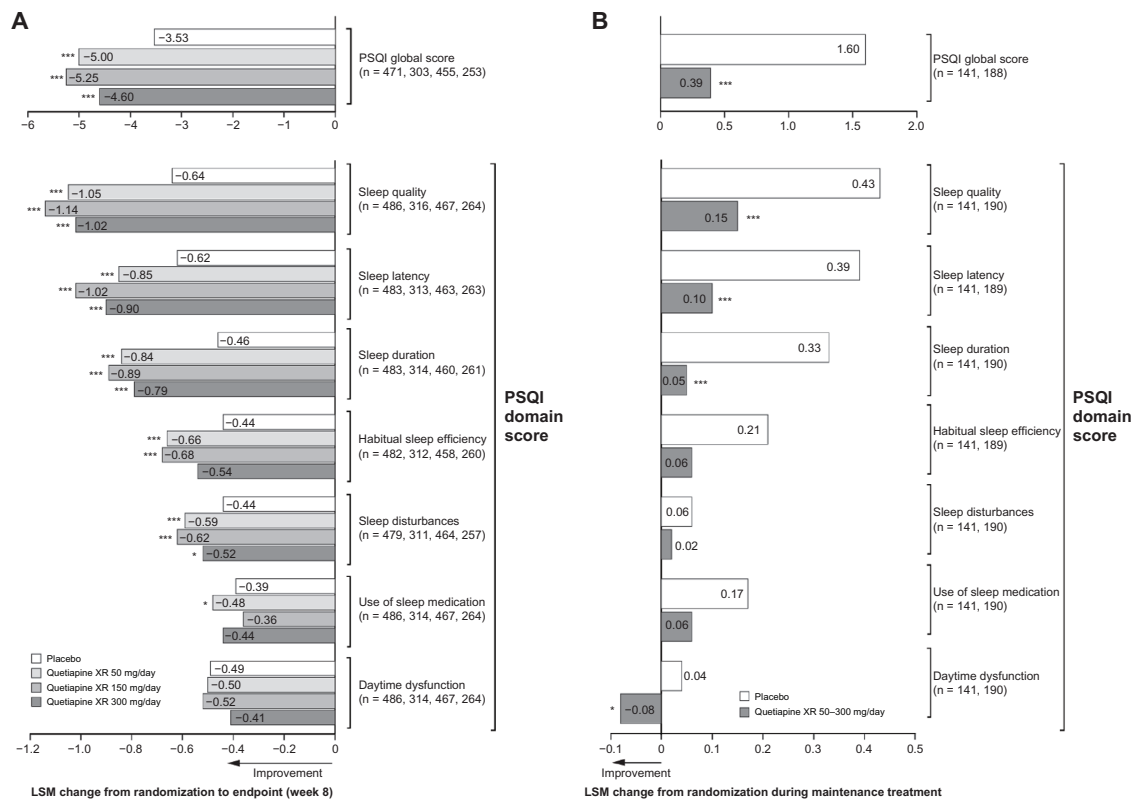 A
−3.53
*** −5.00
*** −5.25
*** −4.60
PSQI global score
(n = 471, 303, 455, 253)
−6 −5 −4 −3 −2 −1 0
−0.64
*** −1.05
*** −1.14
*** −1.02
Sleep quality
(n = 486, 316, 467, 264)
−0.62
*** −0.85
*** −1.02
*** −0.90
Sleep latency
(n = 483, 313, 463, 263)
−0.46
*** −0.84
*** −0.89
*** −0.79
Sleep duration
(n = 483, 314, 460, 261)
−0.44
*** −0.66
*** −0.68
−0.54
Habitual sleep efficiency
(n = 482, 312, 458, 260)
−0.44
*** −0.59
*** −0.62
* −0.52
Sleep disturbances
(n = 479, 311, 464, 257)
−0.39
* −0.48
−0.36
−0.44
Use of sleep medication
(n = 486, 314, 467, 264)
−0.49
−0.50
−0.52
−0.41
Daytime dysfunction
(n = 486, 314, 467, 264)
PSQI
domain
score
Placebo
Quetiapine XR 50 mg/day
Quetiapine XR 150 mg/day
Quetiapine XR 300 mg/day
−1.2 −1.0 −0.8 −0.6 −0.4 −0.2 0
Improvement
LSM change from randomization to endpoint (week 8)
B
1.60
0.39 ***
PSQI global score
(n = 141, 188)
0 0.5 1.0 1.5 2.0
0.43
0.15 ***
Sleep quality
(n = 141, 190)
0.39
0.10 ***
Sleep latency
(n = 141, 189)
0.33
0.05 ***
Sleep duration
(n = 141, 190)
0.21
0.06
Habitual sleep efficiency
(n = 141, 189)
0.06
0.02
Sleep disturbances
(n = 141, 190)
0.17
0.06
Use of sleep medication
(n = 141, 190)
0.04
* −0.08
Daytime dysfunction
(n = 141, 190)
PSQI
domain
score
Placebo
Quetiapine XR 50–300 mg/day
−0.1 0 0.1 0.2 0.3 0.4 0.5
Improvement
LSM change from randomization during maintenance treatment